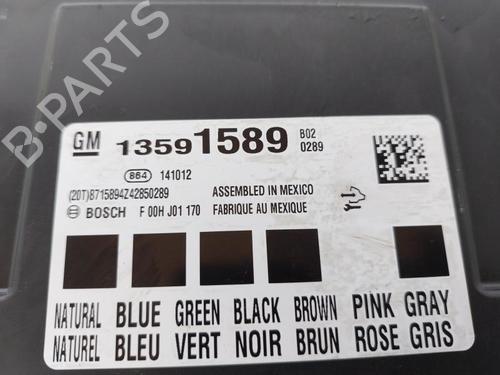 GM 13591589 B02 0289
864 141012
(20T)8715894Z42850289 ASSEMBLED IN MEXICO
BOSCH F 00H J01 170 FABRIQUE AU MEXIQUE
NATURAL BLUE GREEN BLACK BROWN PINK GRAY
NATUREL BLEU VERT NOIR BRUN ROSE GRIS
B-PARTS